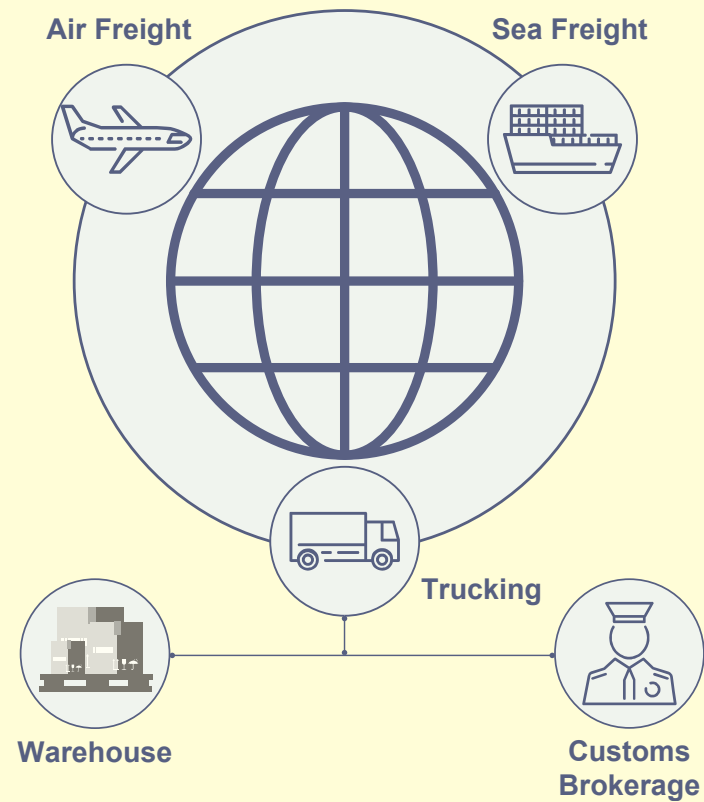 Air Freight
Sea Freight
Trucking
Warehouse
Customs
Brokerage